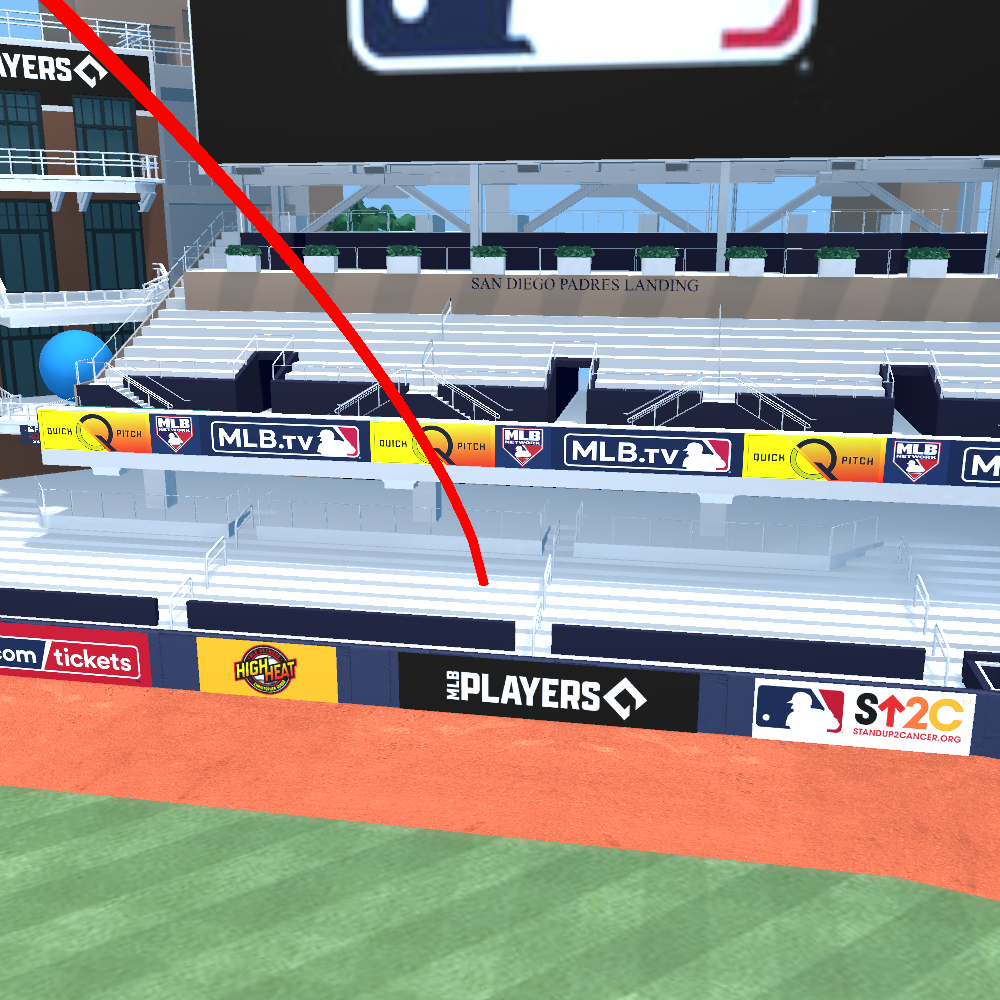 PLAYERS
SAN DIEGO PADRES LANDING
QUICK PITCH
MLB NETWORK
MLB.TV
QUICK PITCH
MLB NETWORK
MLB.TV
QUICK PITCH
MLB NETWORK
com/tickets
HIGH HEAT
MLB PLAYERS
SU2C
STANDUP2CANCER.ORG